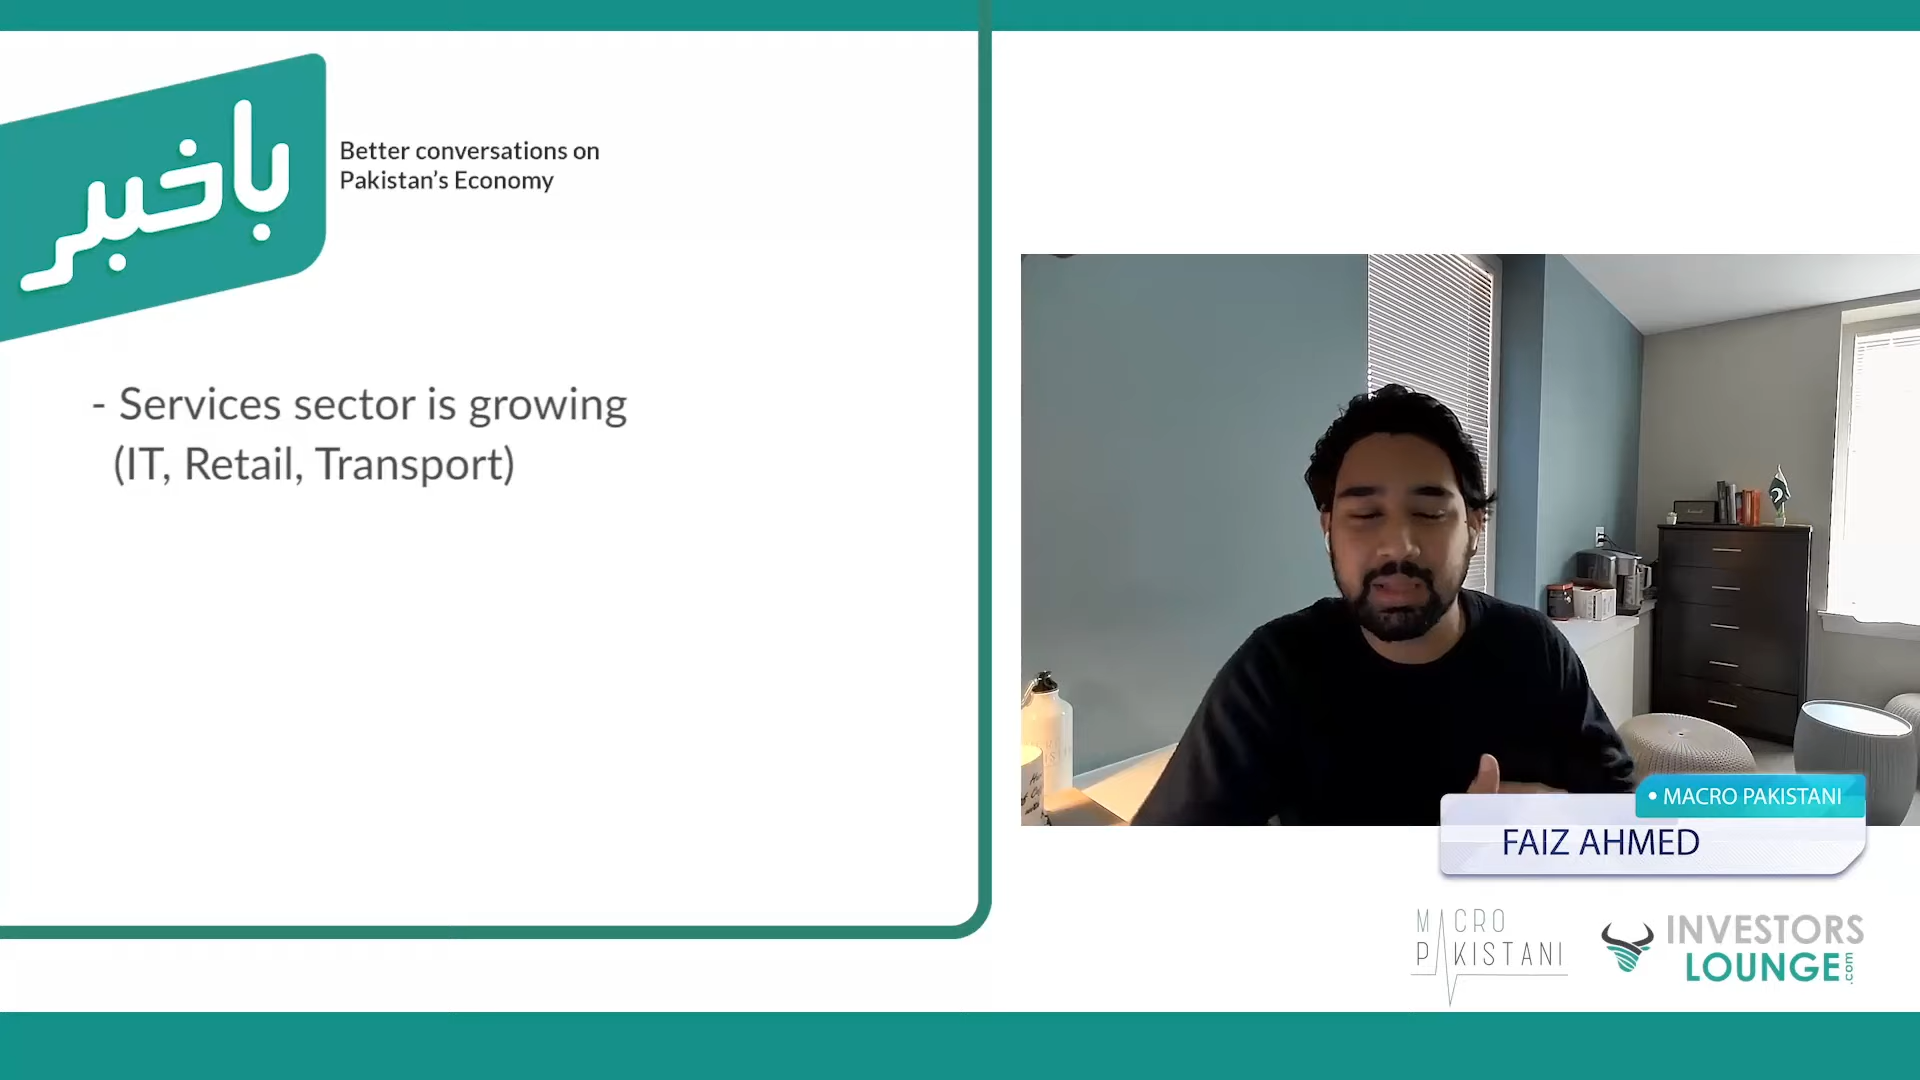 باخبر
Better conversations on
Pakistan's Economy
- Services sector is growing
(IT, Retail, Transport)
• MACRO PAKISTANI
FAIZ AHMED
MACRO
PAKISTANI
INVESTORS
LOUNGE.com